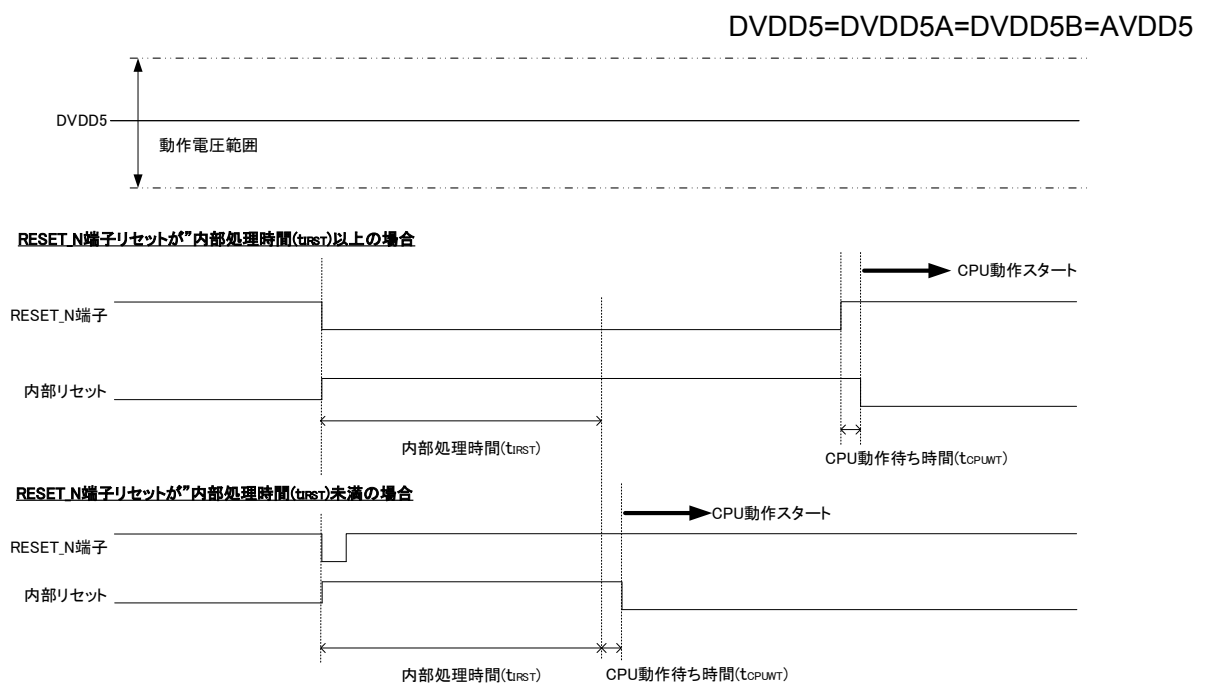 DVDD5=DVDD5A=DVDD5B=AVDD5
DVDD5
動作電圧範囲
RESET_N端子リセットが”内部処理時間(tIRST)以上の場合
CPU動作スタート
RESET_N端子
内部リセット
内部処理時間(tIRST)
CPU動作待ち時間(tCPUWT)
RESET_N端子リセットが”内部処理時間(tIRST)未満の場合
CPU動作スタート
RESET_N端子
内部リセット
内部処理時間(tIRST)
CPU動作待ち時間(tCPUWT)